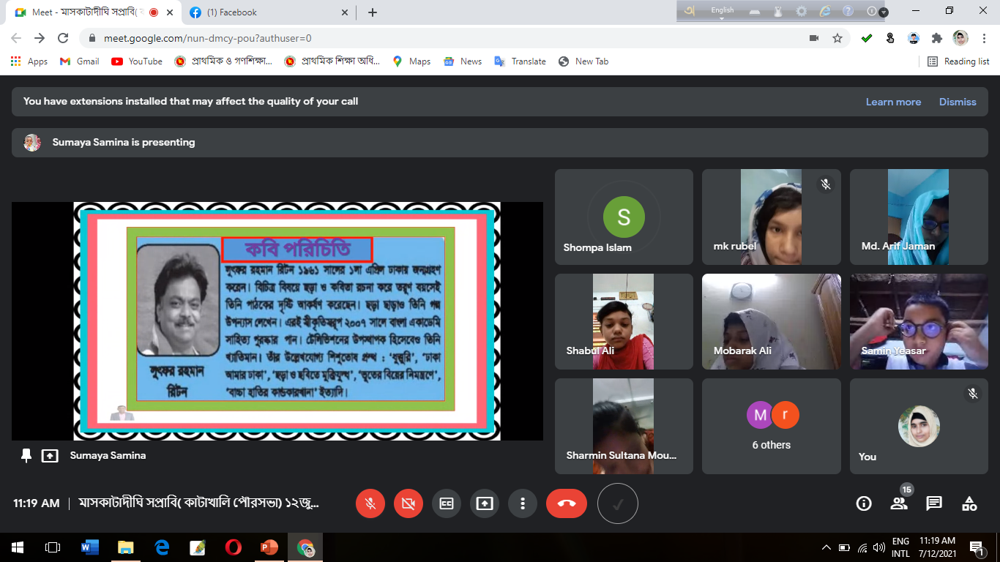 Meet - মাসকাটাদীঘি সপ্রাবি( ক
(1) Facebook
English
meet.google.com/nun-dmcy-pou?authuser=0
Apps
Gmail
YouTube
প্রাথমিক ও গণশিক্ষা...
প্রাথমিক শিক্ষা অধি...
Maps
News
Translate
New Tab
Reading list
You have extensions installed that may affect the quality of your call
Learn more
Dismiss
Sumaya Samina is presenting
কবি পরিচিতি
লুৎফর রহমান রিটন ১৯৬১ সালের ১লা এপ্রিল ঢাকায় জন্মগ্রহণ
করেন। বিচিত্র বিষয়ে ছড়া ও কবিতা রচনা করে তরুণ বয়সেই
তিনি পাঠকের দৃষ্টি আকর্ষণ করেছেন। ছড়া ছাড়াও তিনি গল্প
উপন্যাস লেখেন। এরই স্বীকৃতিস্বরূপ ২০০৭ সালে বাংলা একাডেমি
সাহিত্য পুরস্কার পান। টেলিভিশনের উপস্থাপক হিসেবেও তিনি
খ্যাতিমান। তাঁর উল্লেখযোগ্য শিশুতোষ গ্রন্থ : 'ধুত্তুরি', 'ঢাকা
আমার ঢাকা', 'ছড়া ও ছবিতে মুক্তিযুদ্ধ', 'ভূতের বিয়ের নিমন্ত্রণে',
'বাচ্চা হাতির কান্ডকারখানা' ইত্যাদি।
লুৎফর রহমান
রিটন
S
Shompa Islam
mk rubel
Md. Arif Jaman
Shabul Ali
Mobarak Ali
Samin Yeasar
Sharmin Sultana Mou...
M r
6 others
You
Sumaya Samina
11:19 AM | মাসকাটাদীঘি সপ্রাবি( কাটাখালি পৌরসভা) ১২জু...
15
ENG
INTL
11:19 AM
7/12/2021
1